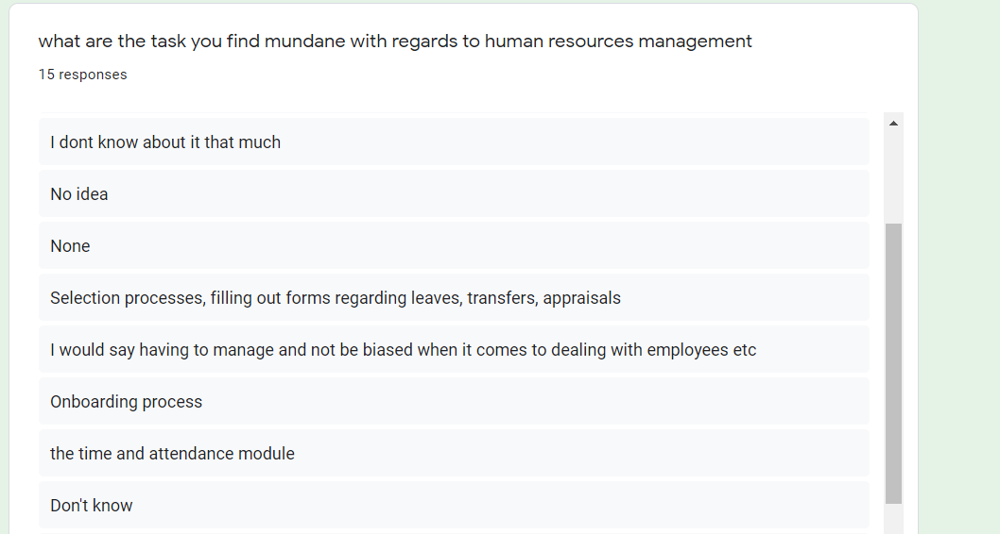 what are the task you find mundane with regards to human resources management
15 responses
I dont know about it that much
No idea
None
Selection processes, filling out forms regarding leaves, transfers, appraisals
I would say having to manage and not be biased when it comes to dealing with employees etc
Onboarding process
the time and attendance module
Don't know